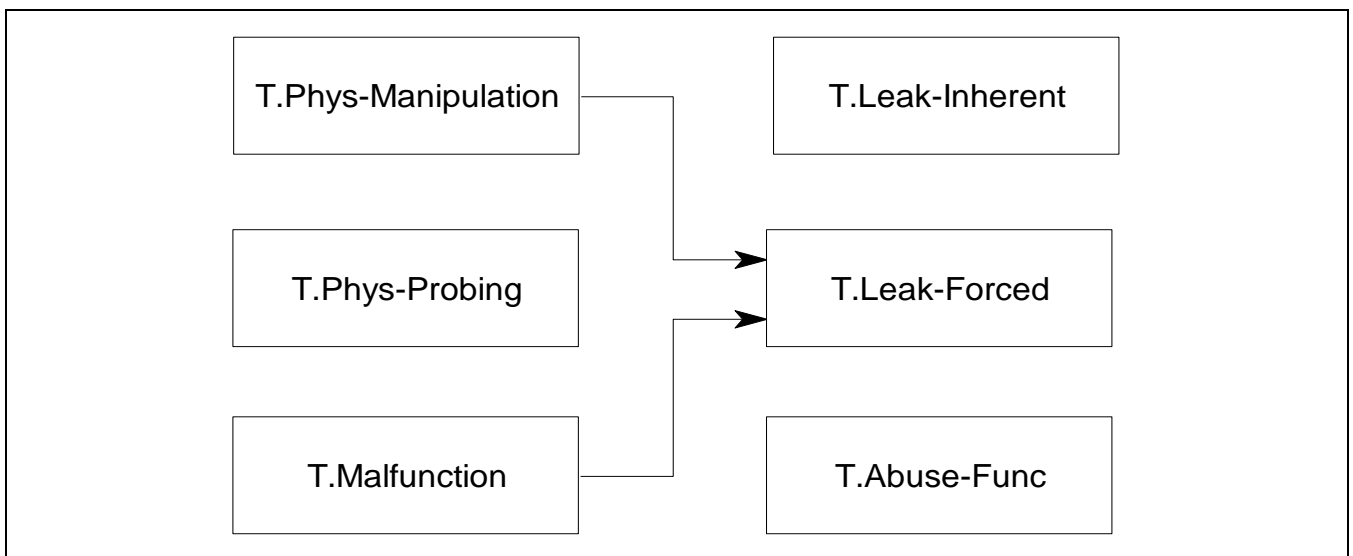 T.Phys-Manipulation
T.Leak-Inherent
T.Phys-Probing
T.Leak-Forced
T.Malfunction
T.Abuse-Func